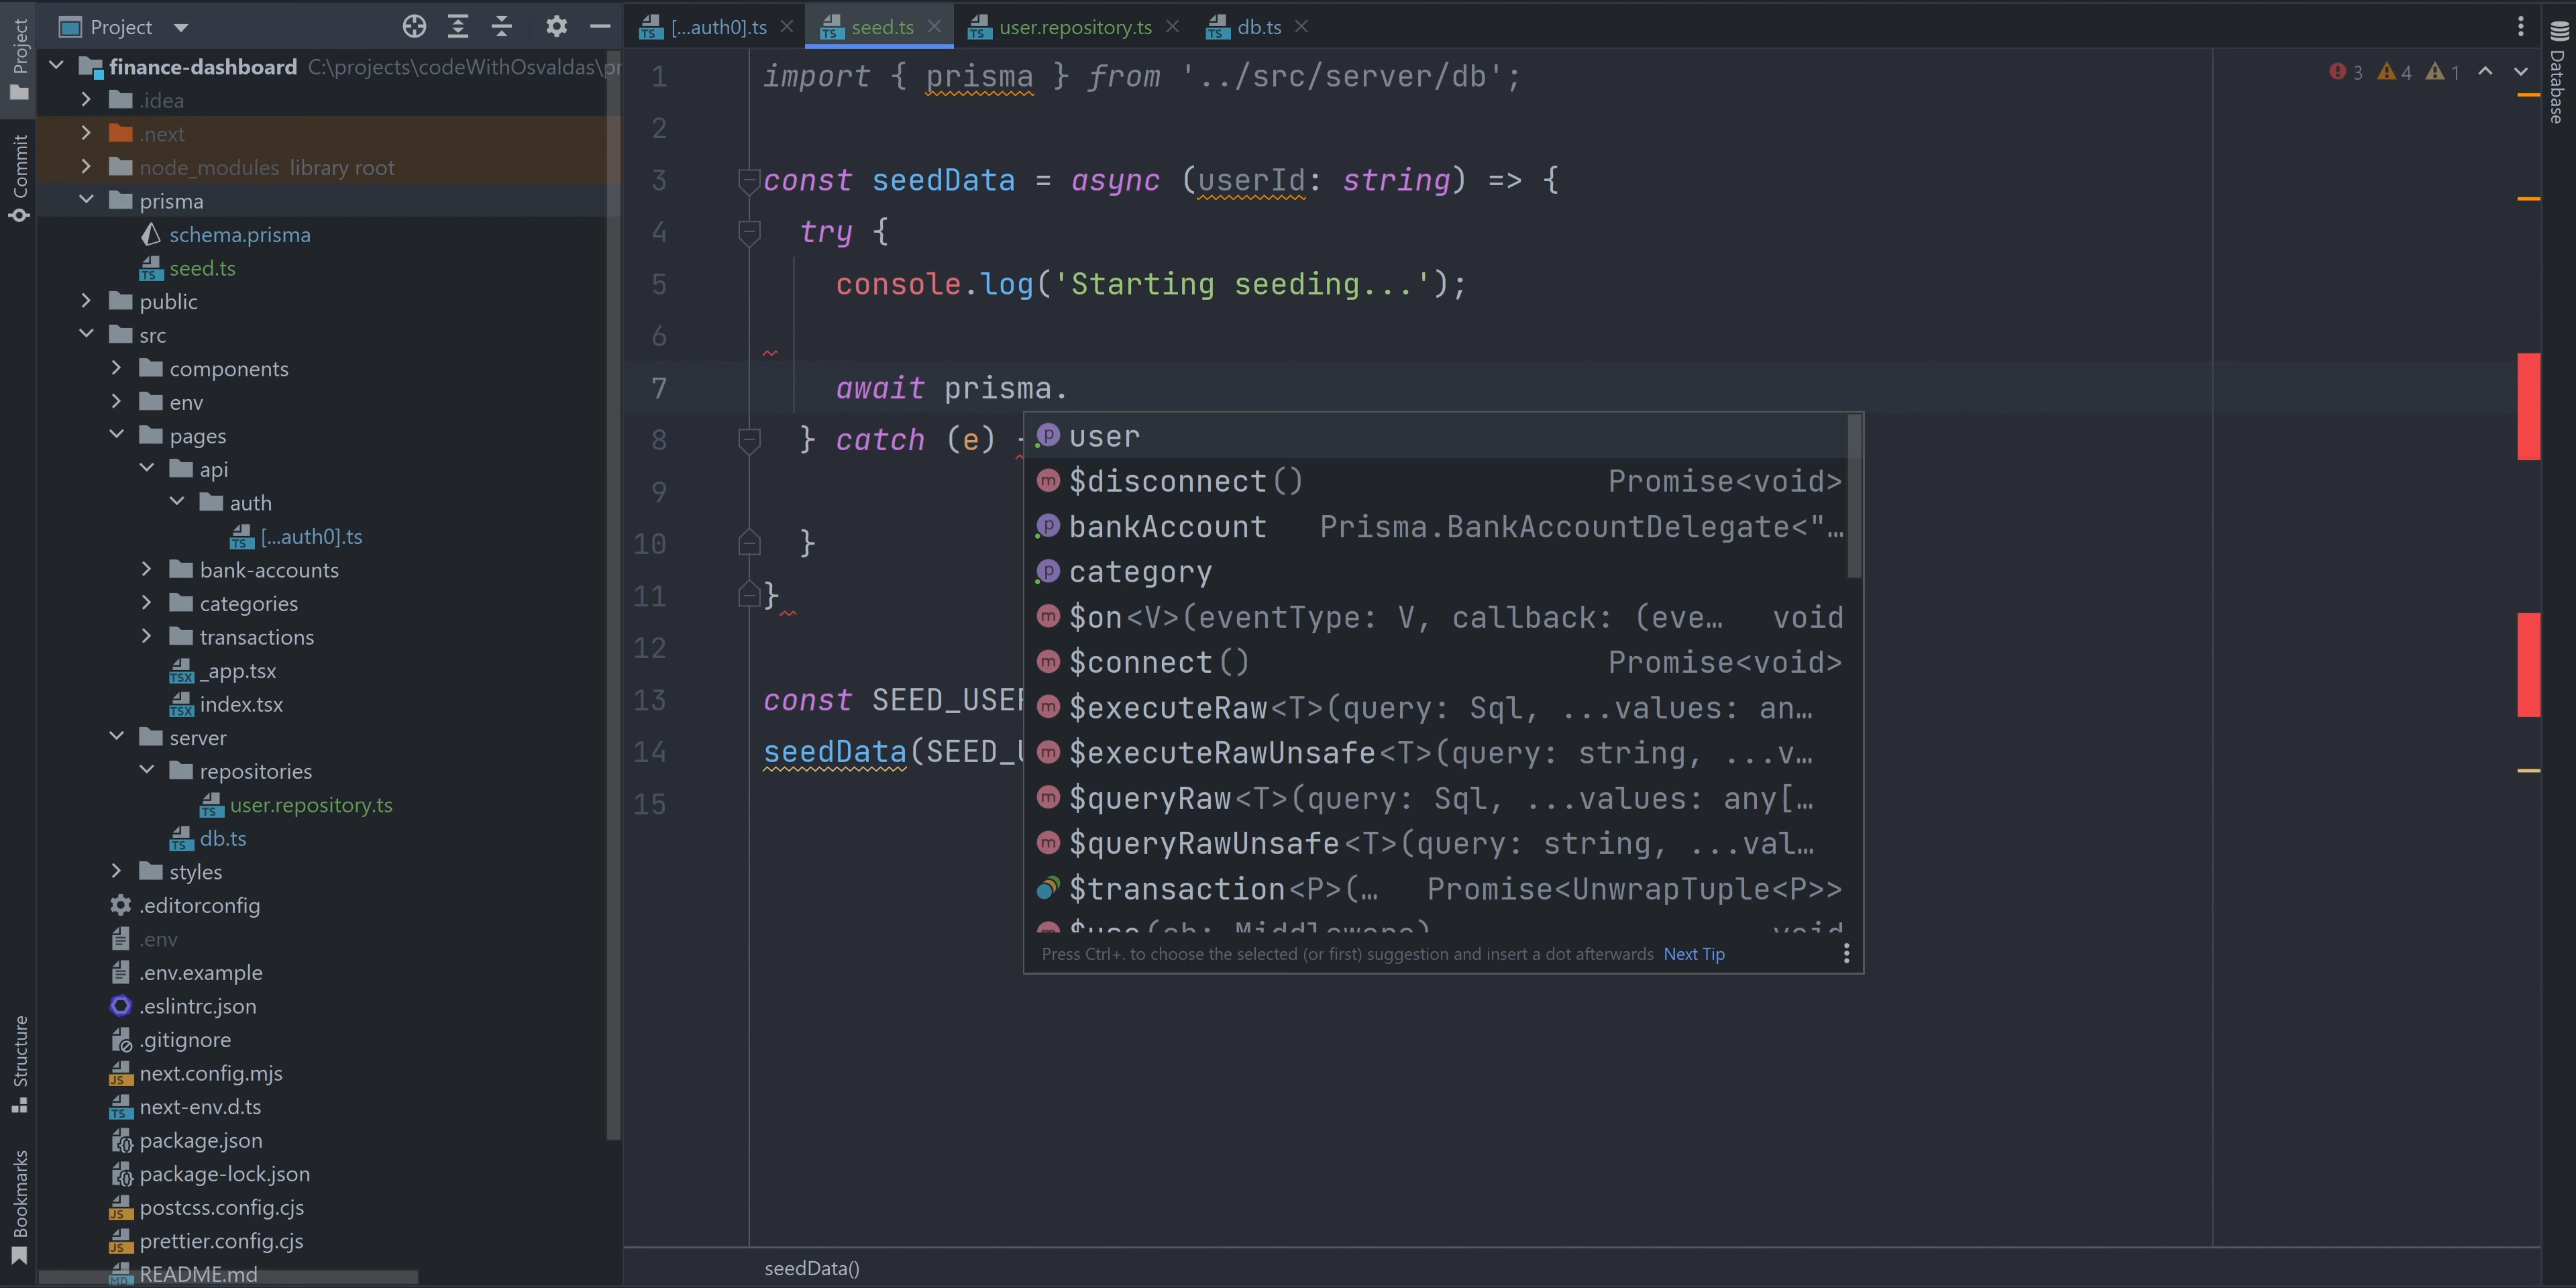 Project
finance-dashboard C:\projects\codeWithOsvaldas\pr
.idea
.next
node_modules library root
prisma
schema.prisma
seed.ts
public
src
components
env
pages
api
auth
[...auth0].ts
bank-accounts
categories
transactions
_app.tsx
index.tsx
server
repositories
user.repository.ts
db.ts
styles
.editorconfig
.env
.env.example
.eslintrc.json
.gitignore
next.config.mjs
next-env.d.ts
package.json
package-lock.json
postcss.config.cjs
prettier.config.cjs
README.md
Project
Commit
Structure
Bookmarks
[...auth0].ts
seed.ts
user.repository.ts
db.ts
3 4 1
Database
1 import { prisma } from '../src/server/db';
2
3 const seedData = async (userId: string) => {
4 try {
5 console.log('Starting seeding...');
6
7 await prisma.
8 } catch (e)
9
10 }
11 }
12
13 const SEED_USER
14 seedData(SEED_U
15
user
$disconnect() Promise<void>
bankAccount Prisma.BankAccountDelegate<"…
category
$on<V>(eventType: V, callback: (eve… void
$connect() Promise<void>
$executeRaw<T>(query: Sql, ...values: an…
$executeRawUnsafe<T>(query: string, ...v…
$queryRaw<T>(query: Sql, ...values: any[…
$queryRawUnsafe<T>(query: string, ...val…
$transaction<P>(… Promise<UnwrapTuple<P>>
$use(cb: Middleware) void
Press Ctrl+. to choose the selected (or first) suggestion and insert a dot afterwards Next Tip
seedData()